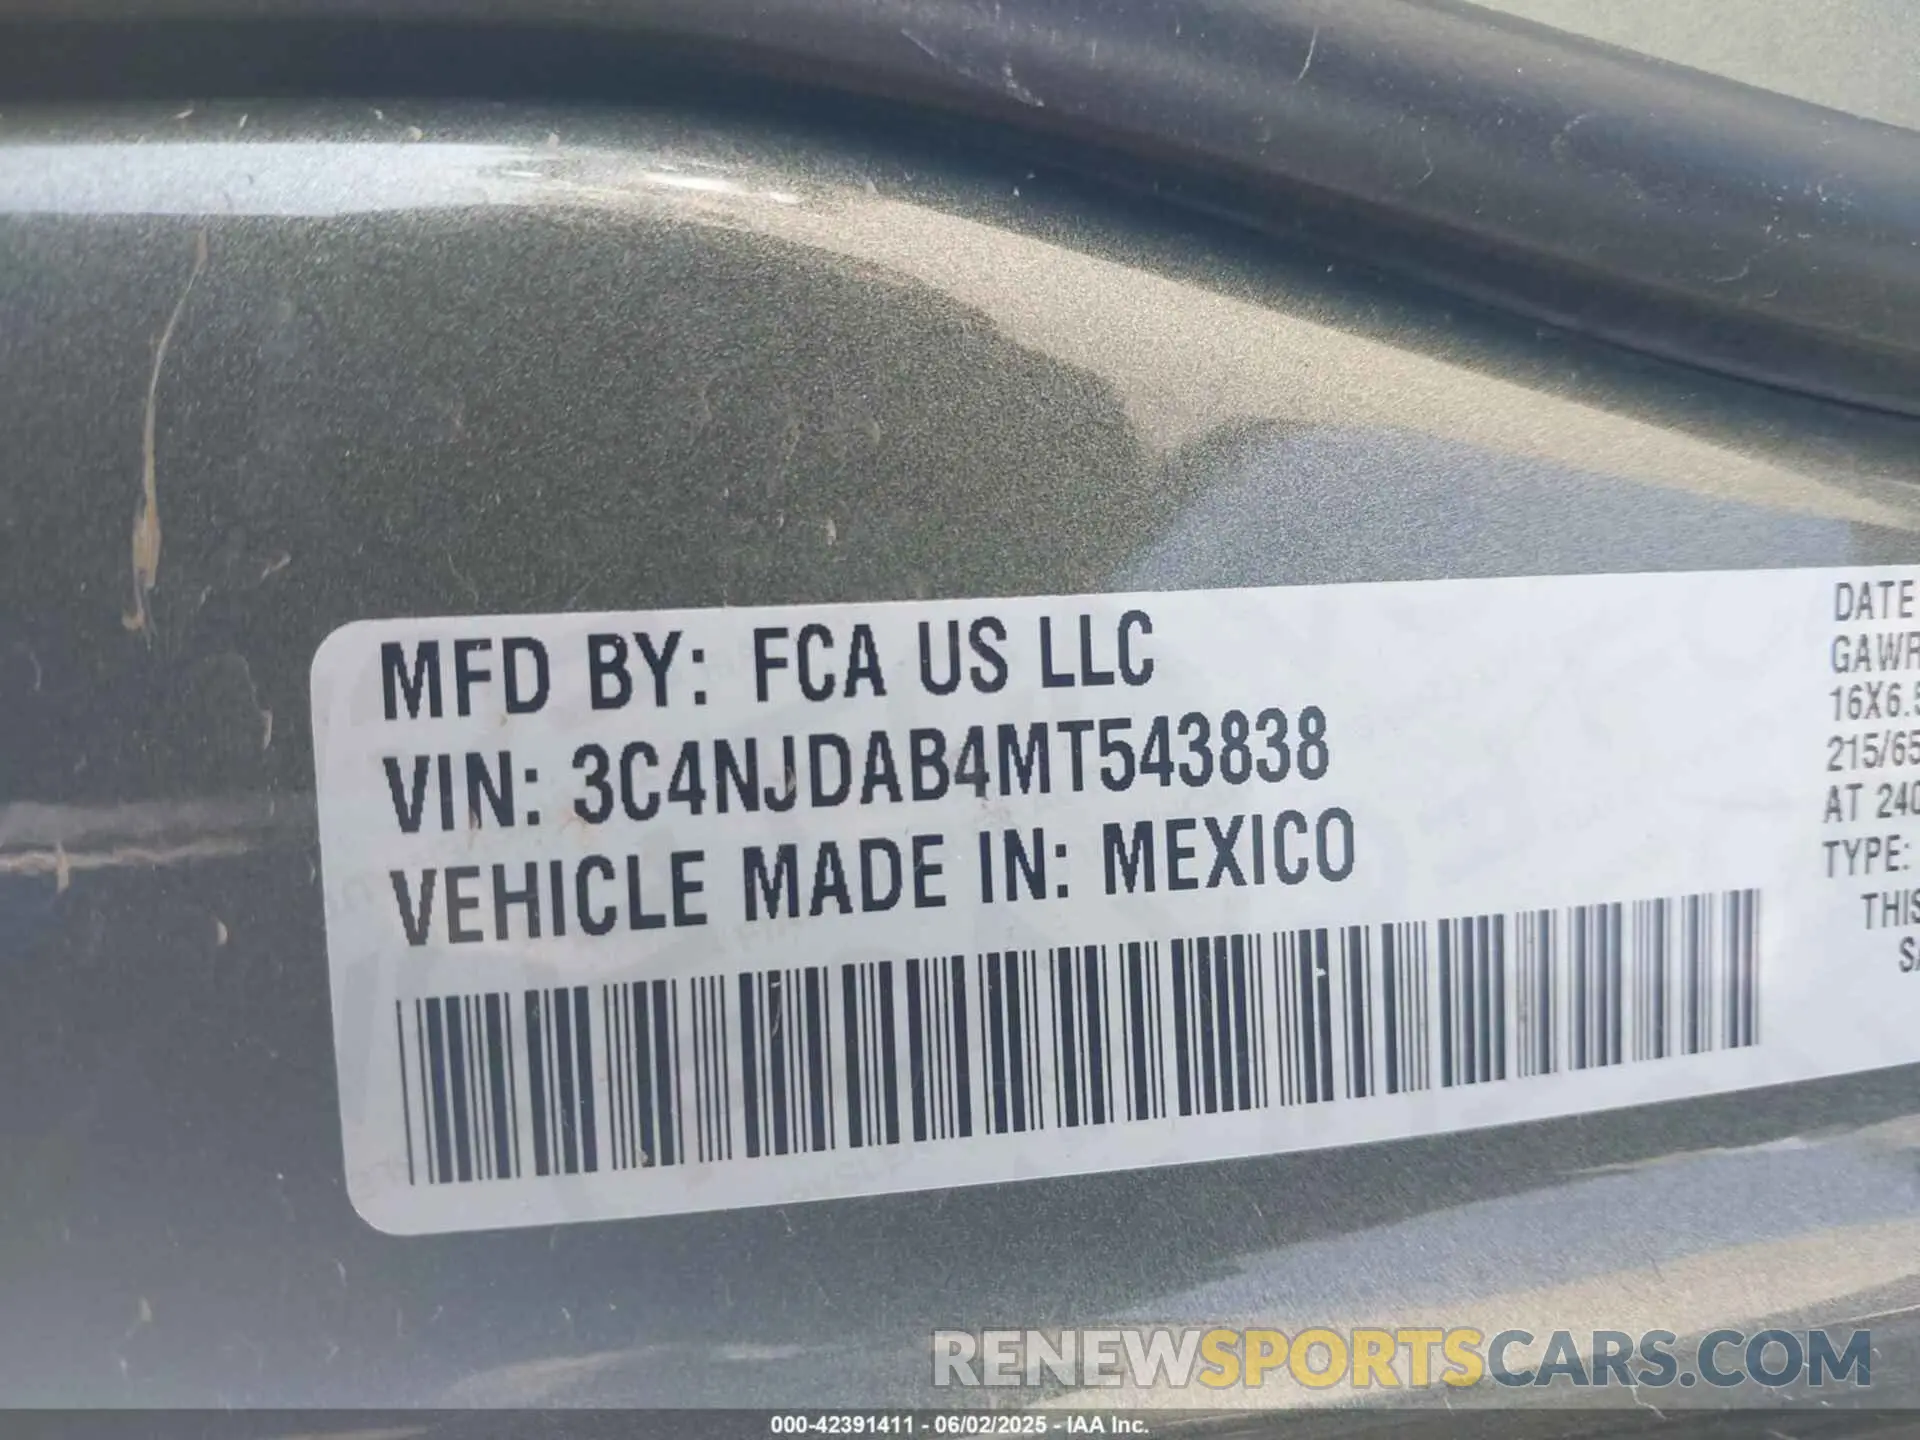 MFD BY: FCA US LLC
VIN: 3C4NJDAB4MT543838
VEHICLE MADE IN: MEXICO
DATE
GAWR
16X6.5
215/65
AT 240
TYPE:
THIS
RENEWSPORTSCARS.COM
000-42391411 - 06/02/2025 - IAA Inc.